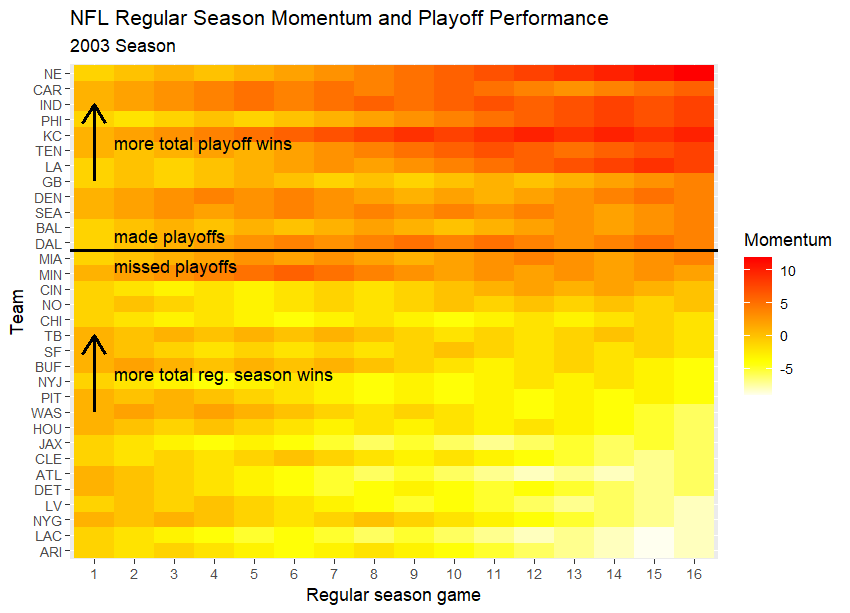 NFL Regular Season Momentum and Playoff Performance
2003 Season
NE
CAR
IND
PHI
KC
more total playoff wins
TEN
LA
GB
DEN
SEA
BAL
made playoffs
DAL
MIA
missed playoffs
MIN
CIN
NO
CHI
TB
SF
BUF
more total reg. season wins
NYJ
PIT
WAS
HOU
JAX
CLE
ATL
DET
LV
NYG
LAC
ARI
Team
Momentum
10
5
0
−5
1 2 3 4 5 6 7 8 9 10 11 12 13 14 15 16
Regular season game